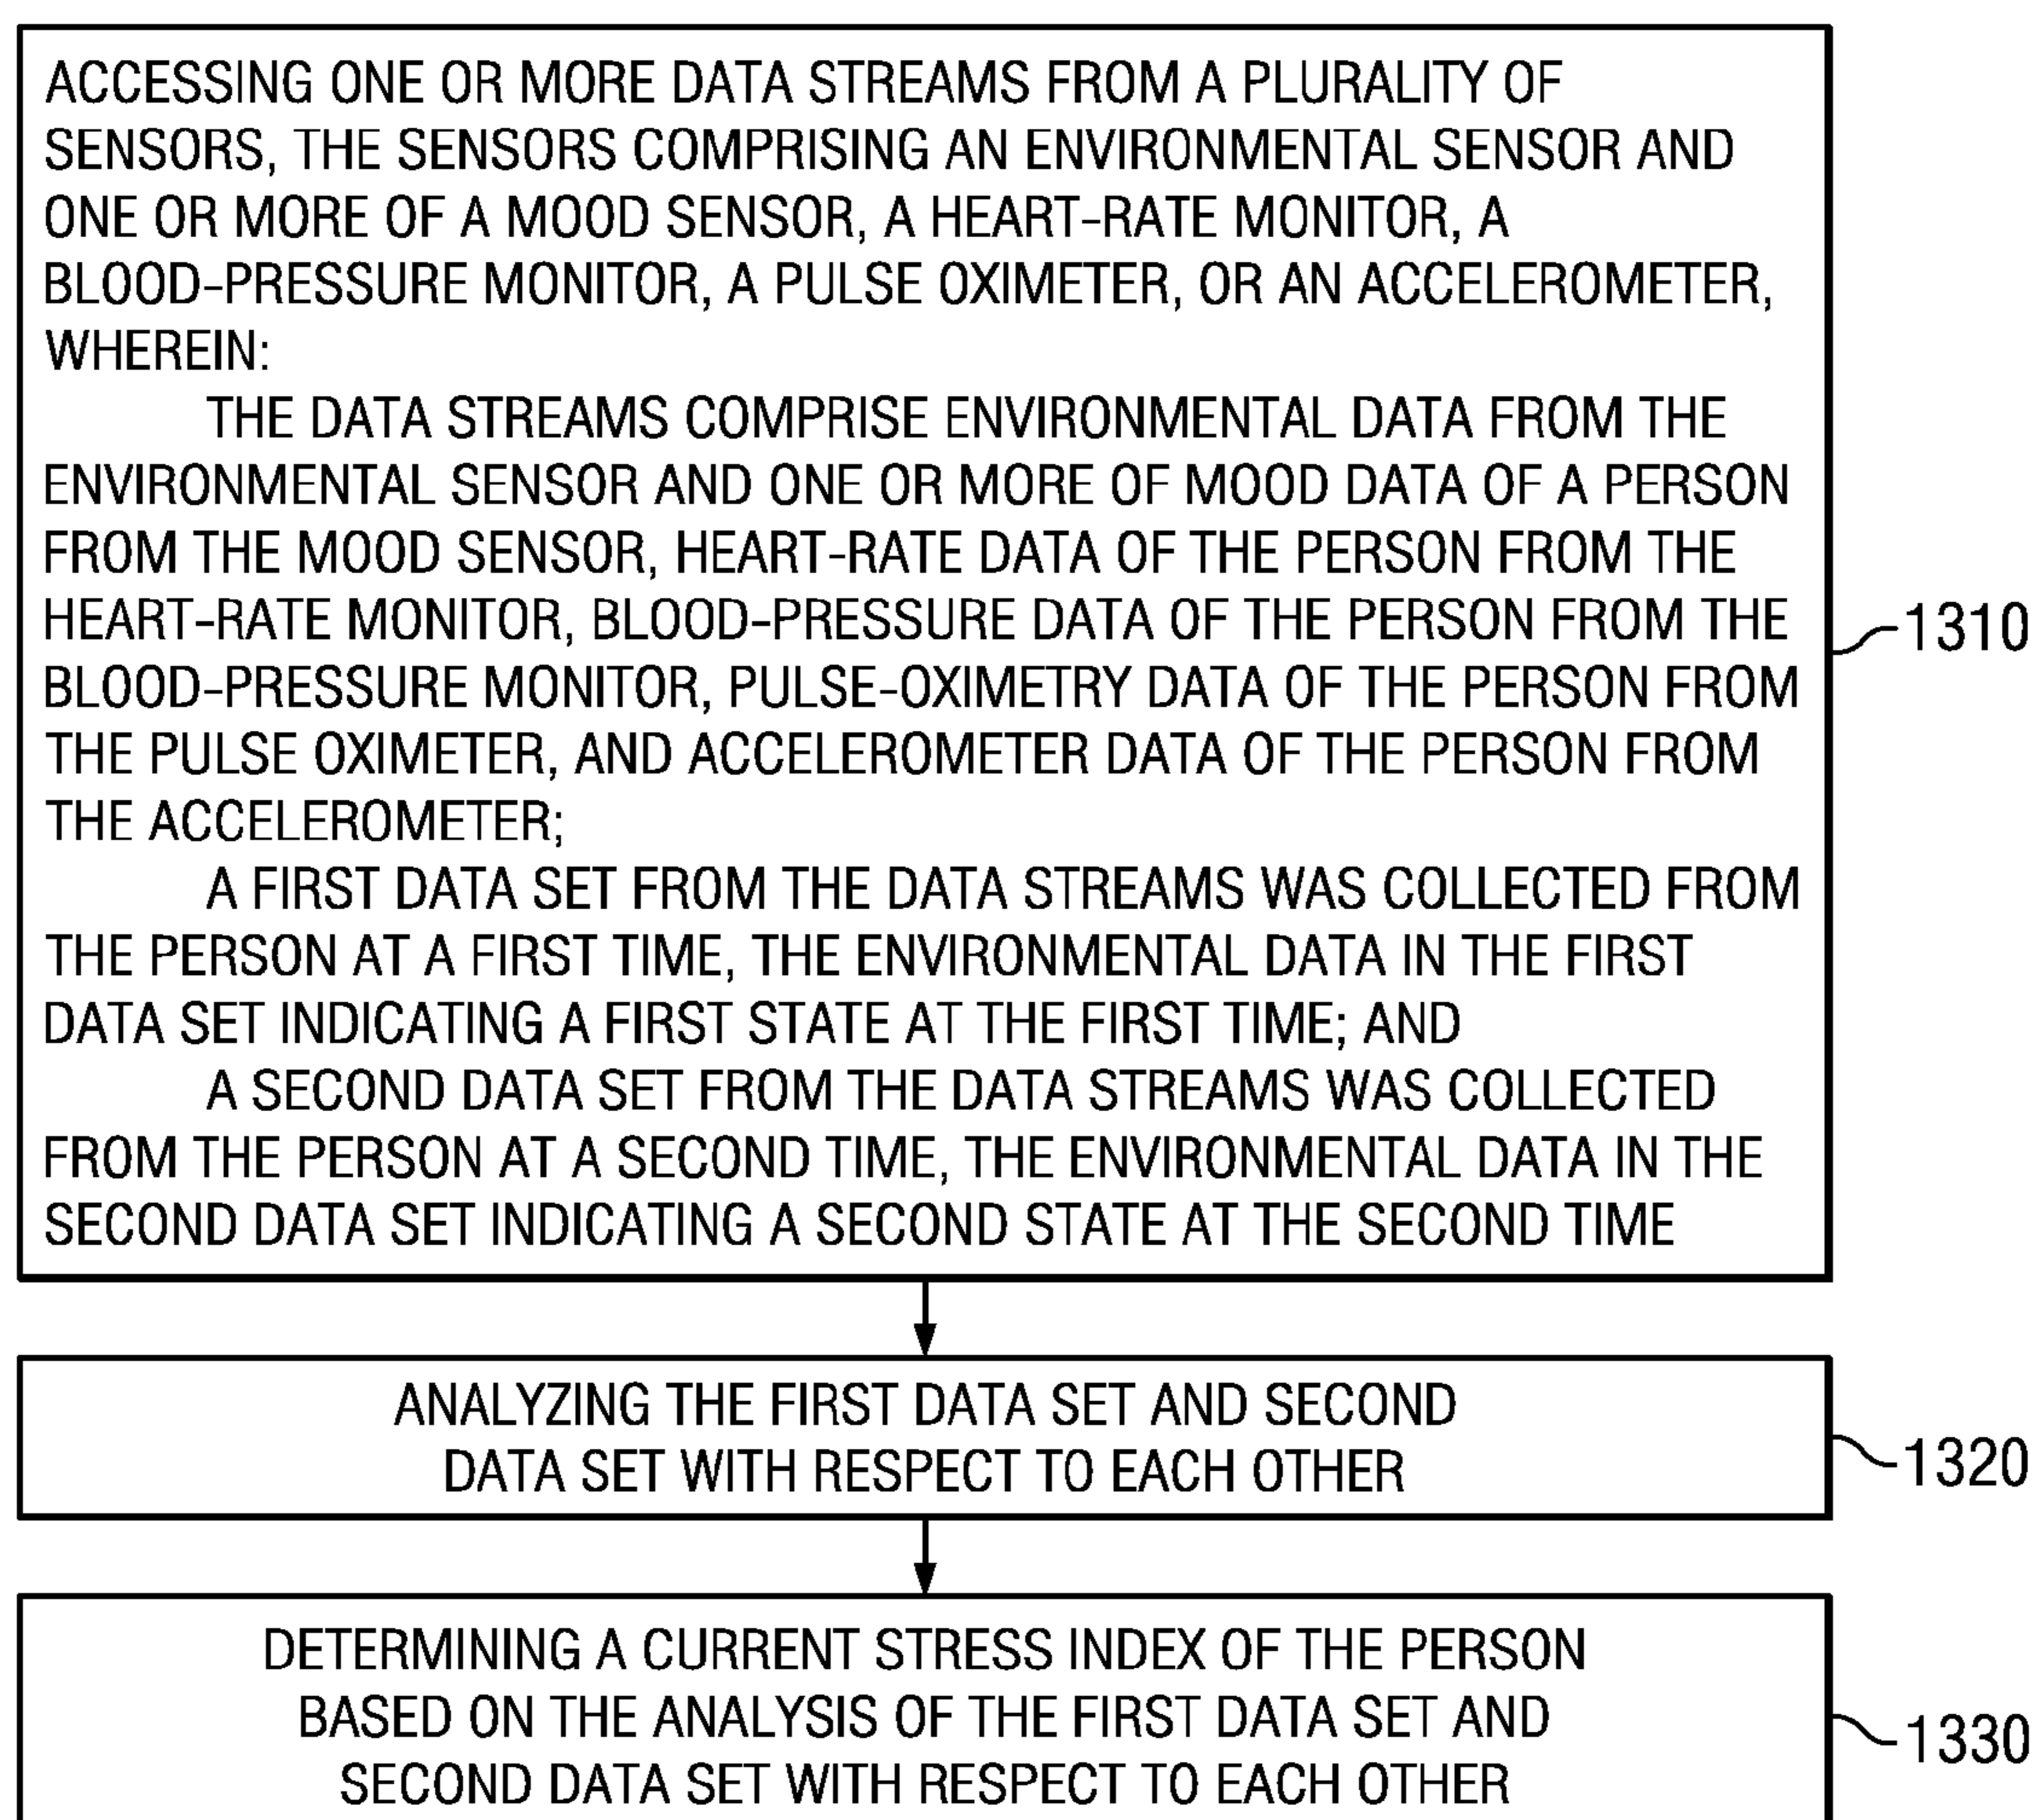 ACCESSING ONE OR MORE DATA STREAMS FROM A PLURALITY OF
SENSORS, THE SENSORS COMPRISING AN ENVIRONMENTAL SENSOR AND
ONE OR MORE OF A MOOD SENSOR, A HEART-RATE MONITOR, A
BLOOD-PRESSURE MONITOR, A PULSE OXIMETER, OR AN ACCELEROMETER,
WHEREIN:
THE DATA STREAMS COMPRISE ENVIRONMENTAL DATA FROM THE
ENVIRONMENTAL SENSOR AND ONE OR MORE OF MOOD DATA OF A PERSON
FROM THE MOOD SENSOR, HEART-RATE DATA OF THE PERSON FROM THE
HEART-RATE MONITOR, BLOOD-PRESSURE DATA OF THE PERSON FROM THE
BLOOD-PRESSURE MONITOR, PULSE-OXIMETRY DATA OF THE PERSON FROM
THE PULSE OXIMETER, AND ACCELEROMETER DATA OF THE PERSON FROM
THE ACCELEROMETER;
A FIRST DATA SET FROM THE DATA STREAMS WAS COLLECTED FROM
THE PERSON AT A FIRST TIME, THE ENVIRONMENTAL DATA IN THE FIRST
DATA SET INDICATING A FIRST STATE AT THE FIRST TIME; AND
A SECOND DATA SET FROM THE DATA STREAMS WAS COLLECTED
FROM THE PERSON AT A SECOND TIME, THE ENVIRONMENTAL DATA IN THE
SECOND DATA SET INDICATING A SECOND STATE AT THE SECOND TIME
1310
ANALYZING THE FIRST DATA SET AND SECOND
DATA SET WITH RESPECT TO EACH OTHER
1320
DETERMINING A CURRENT STRESS INDEX OF THE PERSON
BASED ON THE ANALYSIS OF THE FIRST DATA SET AND
SECOND DATA SET WITH RESPECT TO EACH OTHER
1330